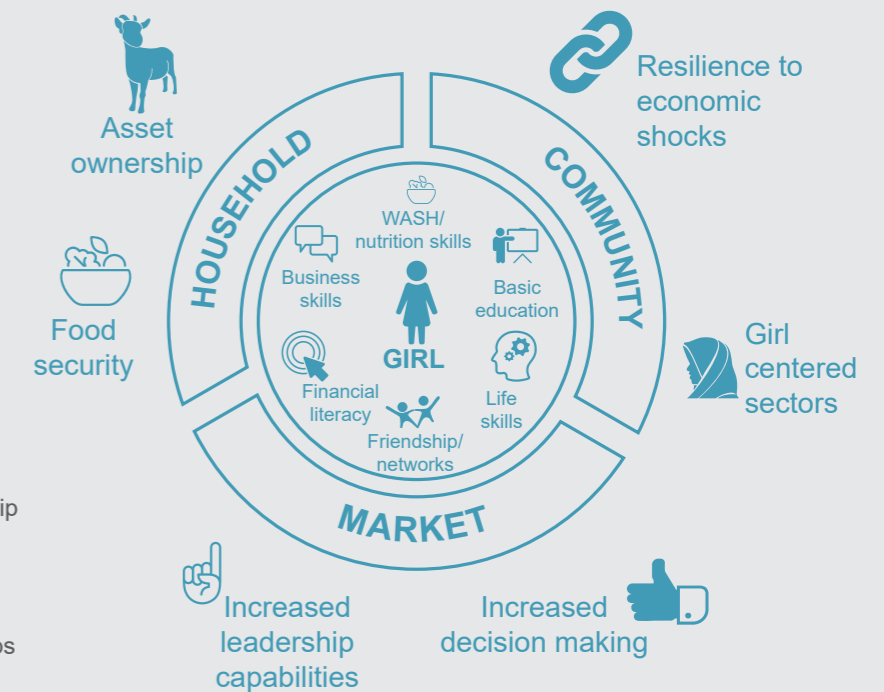 Asset
ownership
Resilience to
economic
shocks
HOUSEHOLD
COMMUNITY
WASH/
nutrition skills
Business
skills
Basic
education
GIRL
Food
security
Financial
literacy
Life
skills
Friendship/
networks
Girl
centered
sectors
MARKET
Increased
leadership
capabilities
Increased
decision making